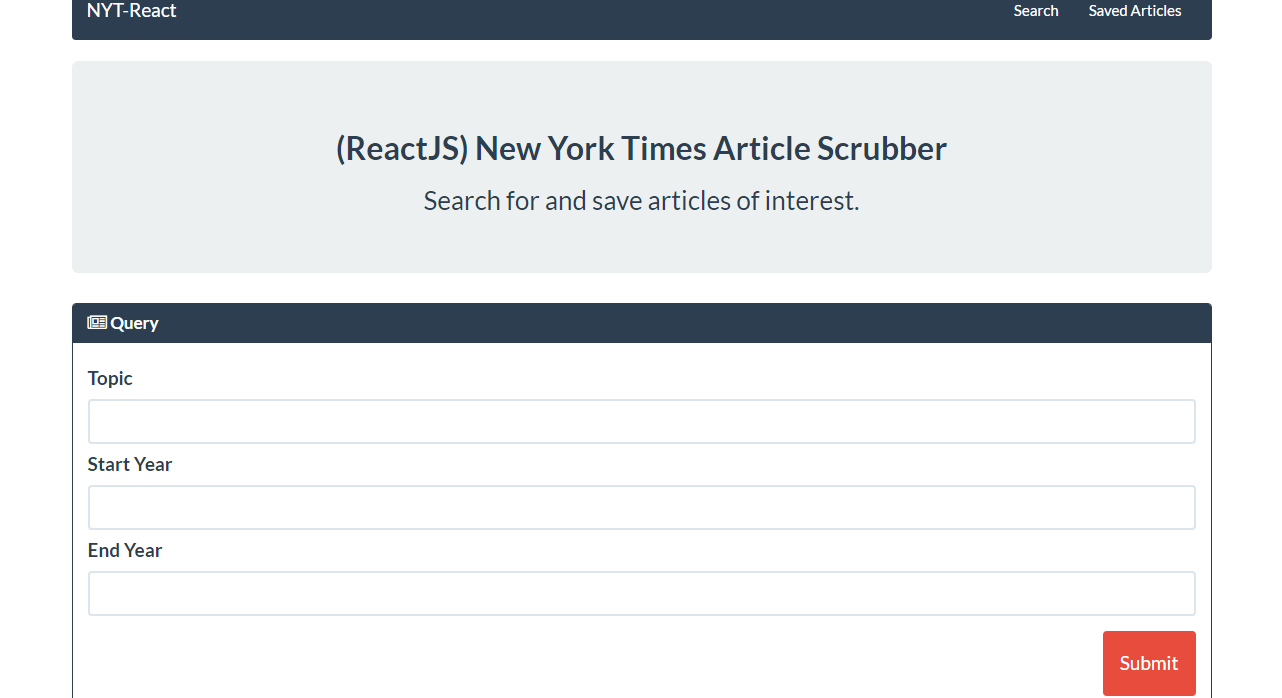 NYT-React Search Saved Articles
(ReactJS) New York Times Article Scrubber
Search for and save articles of interest.
Query
Topic
Start Year
End Year
Submit